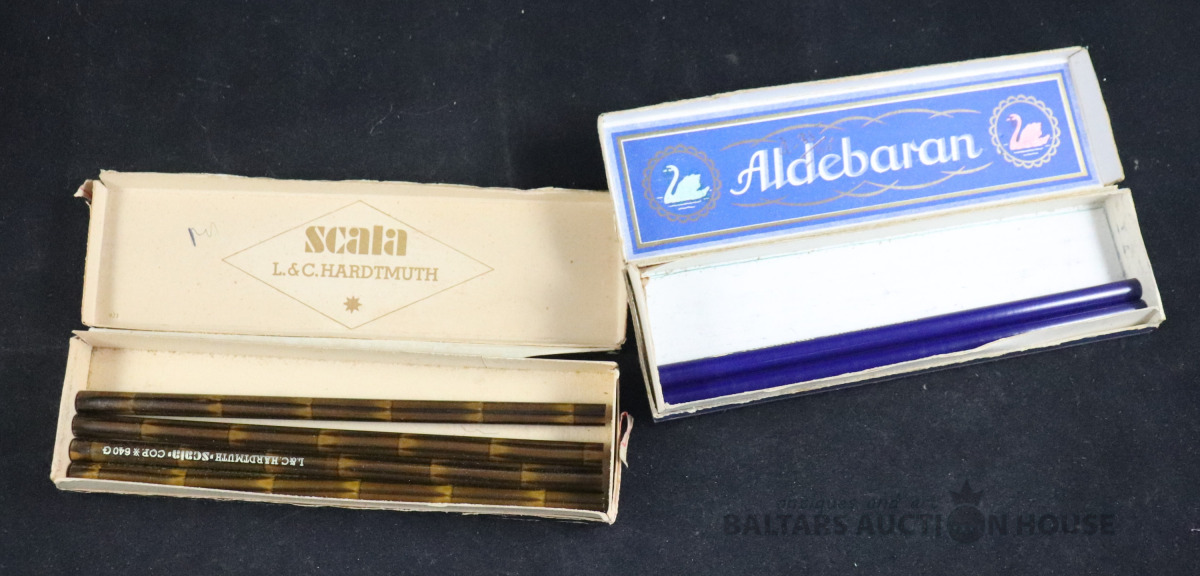 scala
L.& C. HARDTMUTH
L.& C. HARDTMUTH • scala • COP. ✳ 640 G
Aldebaran
BALTARS AUCTION HOUSE